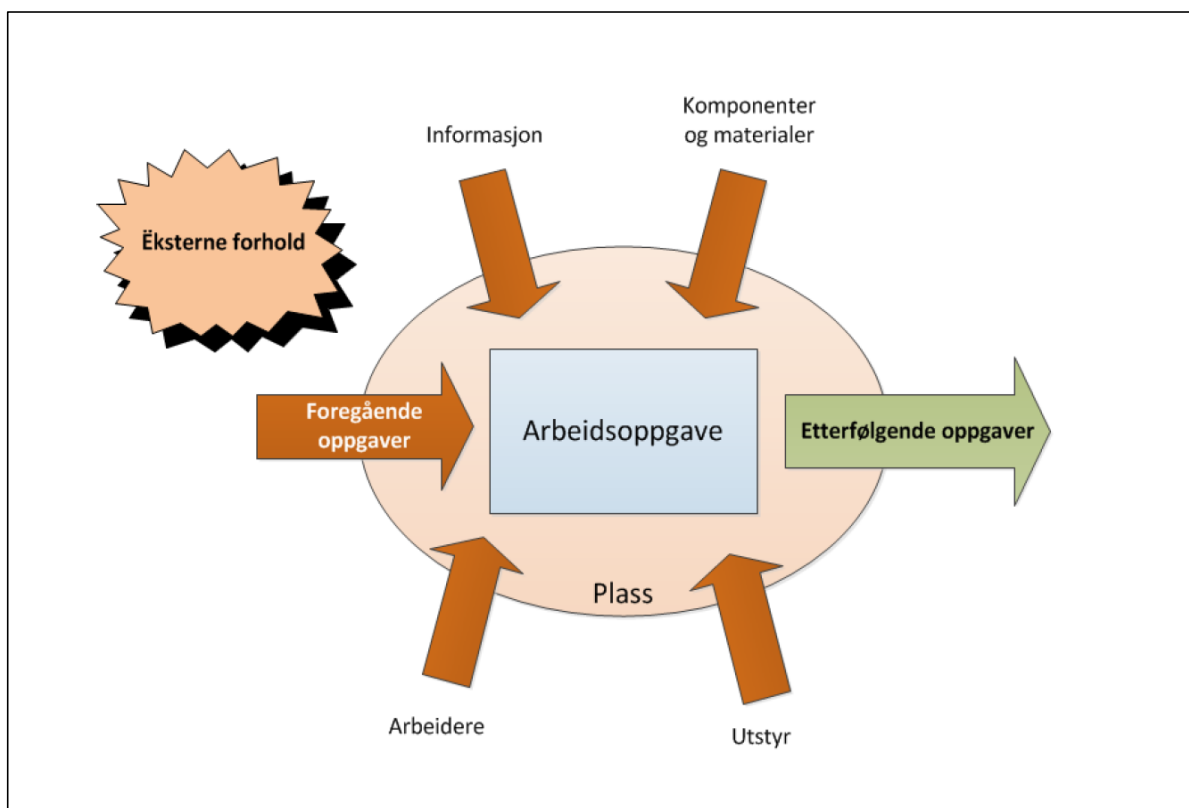 Informasjon
Komponenter
og materialer
Ëksterne forhold
Foregående
oppgaver
Arbeidsoppgave
Etterfølgende oppgaver
Plass
Arbeidere
Utstyr